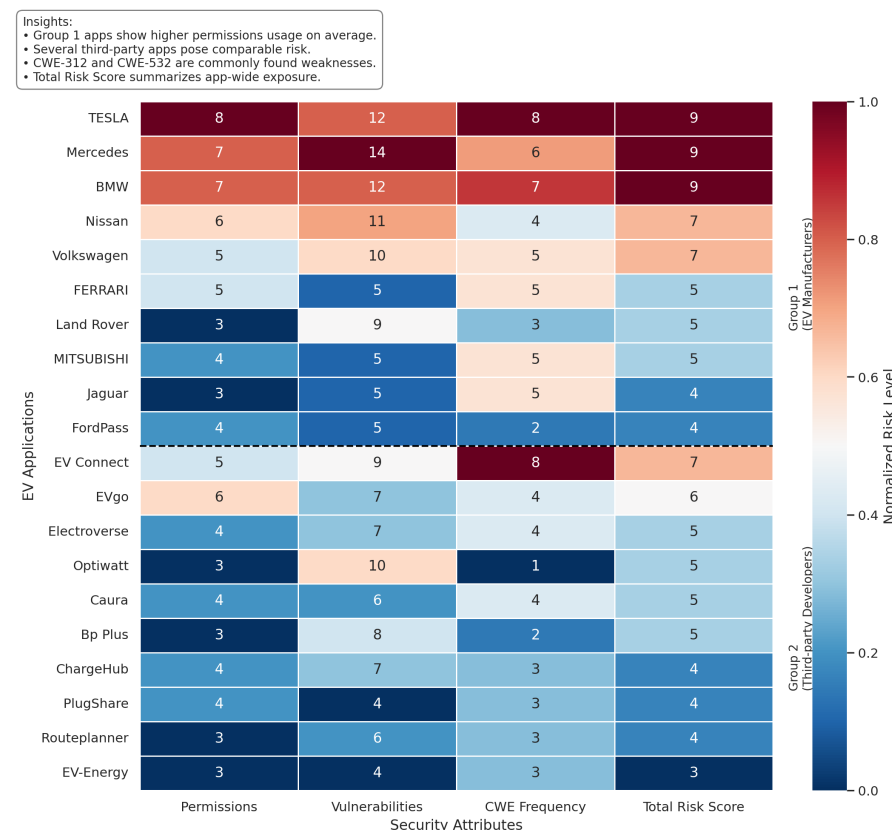 Insights:
• Group 1 apps show higher permissions usage on average.
• Several third-party apps pose comparable risk.
• CWE-312 and CWE-532 are commonly found weaknesses.
• Total Risk Score summarizes app-wide exposure.
TESLA 8 12 8 9
Mercedes 7 14 6 9
BMW 7 12 7 9
Nissan 6 11 4 7
Volkswagen 5 10 5 7
FERRARI 5 5 5 5
Land Rover 3 9 3 5
MITSUBISHI 4 5 5 5
Jaguar 3 5 5 4
FordPass 4 5 2 4
EV Connect 5 9 8 7
EVgo 6 7 4 6
Electroverse 4 7 4 5
Optiwatt 3 10 1 5
Caura 4 6 4 5
Bp Plus 3 8 2 5
ChargeHub 4 7 3 4
PlugShare 4 4 3 4
Routeplanner 3 6 3 4
EV-Energy 3 4 3 3
Permissions Vulnerabilities CWE Frequency Total Risk Score
Security Attributes
EV Applications
Group 1
(EV Manufacturers)
Group 2
(Third-party Developers)
1.0
0.8
0.6
0.4
0.2
0.0
Normalized Risk Level